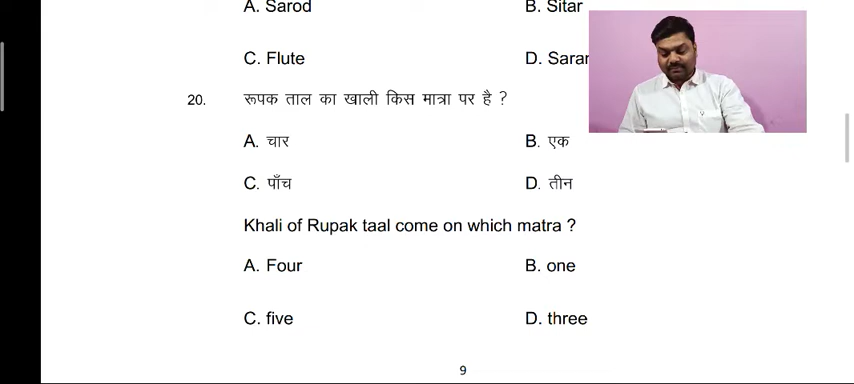 A. Sarod
B. Sitar
C. Flute
D. Saran
20. रूपक ताल का खाली किस मात्रा पर है ?
A. चार
B. एक
C. पाँच
D. तीन
Khali of Rupak taal come on which matra ?
A. Four
B. one
C. five
D. three
9